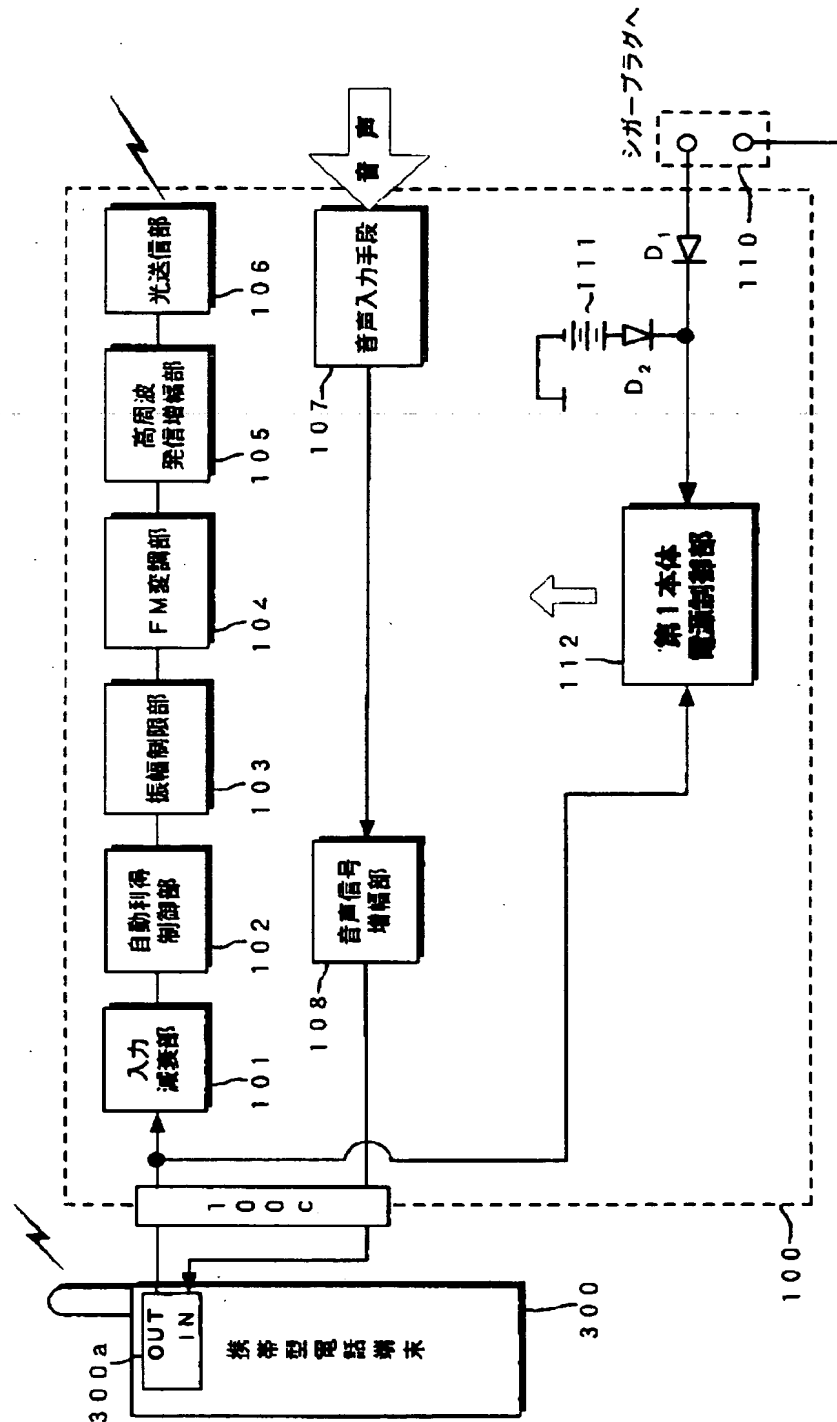 300a
OUT
IN
携帯型電話端末
300
100c
100
入力
減衰部
101
自動利得
制御部
102
振幅制限部
103
FM変調部
104
高周波
発信増幅部
105
光送信部
106
音声
音声入力手段
107
音声信号
増幅部
108
第1本体
電源制御部
112
D₂
111
D₁
110
シガープラグへ